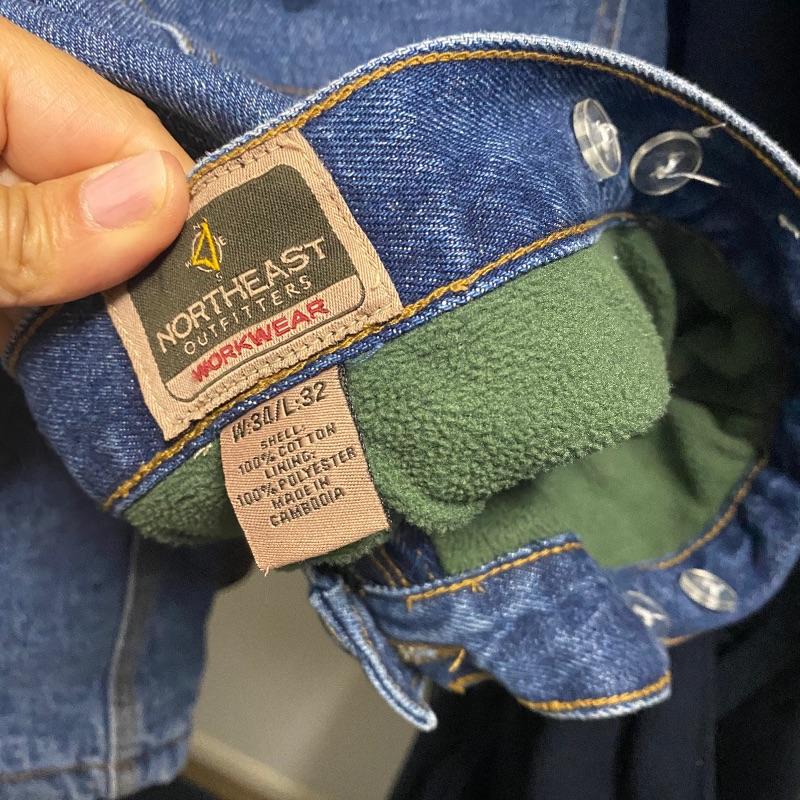 E
NORTHEAST
OUTFITTERS
WORKWEAR
W:30/L:32
SHELL:
100% COTTON
LINING:
100% POLYESTER
MADE IN
CAMBODIA